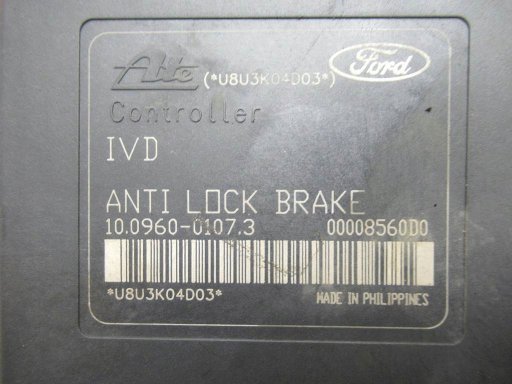 Ate (*U8U3K04D03*) Ford
Controller
IVD
ANTI LOCK BRAKE
10.0960-0107.3 00008560D0
*U8U3K04D03*
MADE IN PHILIPPINES